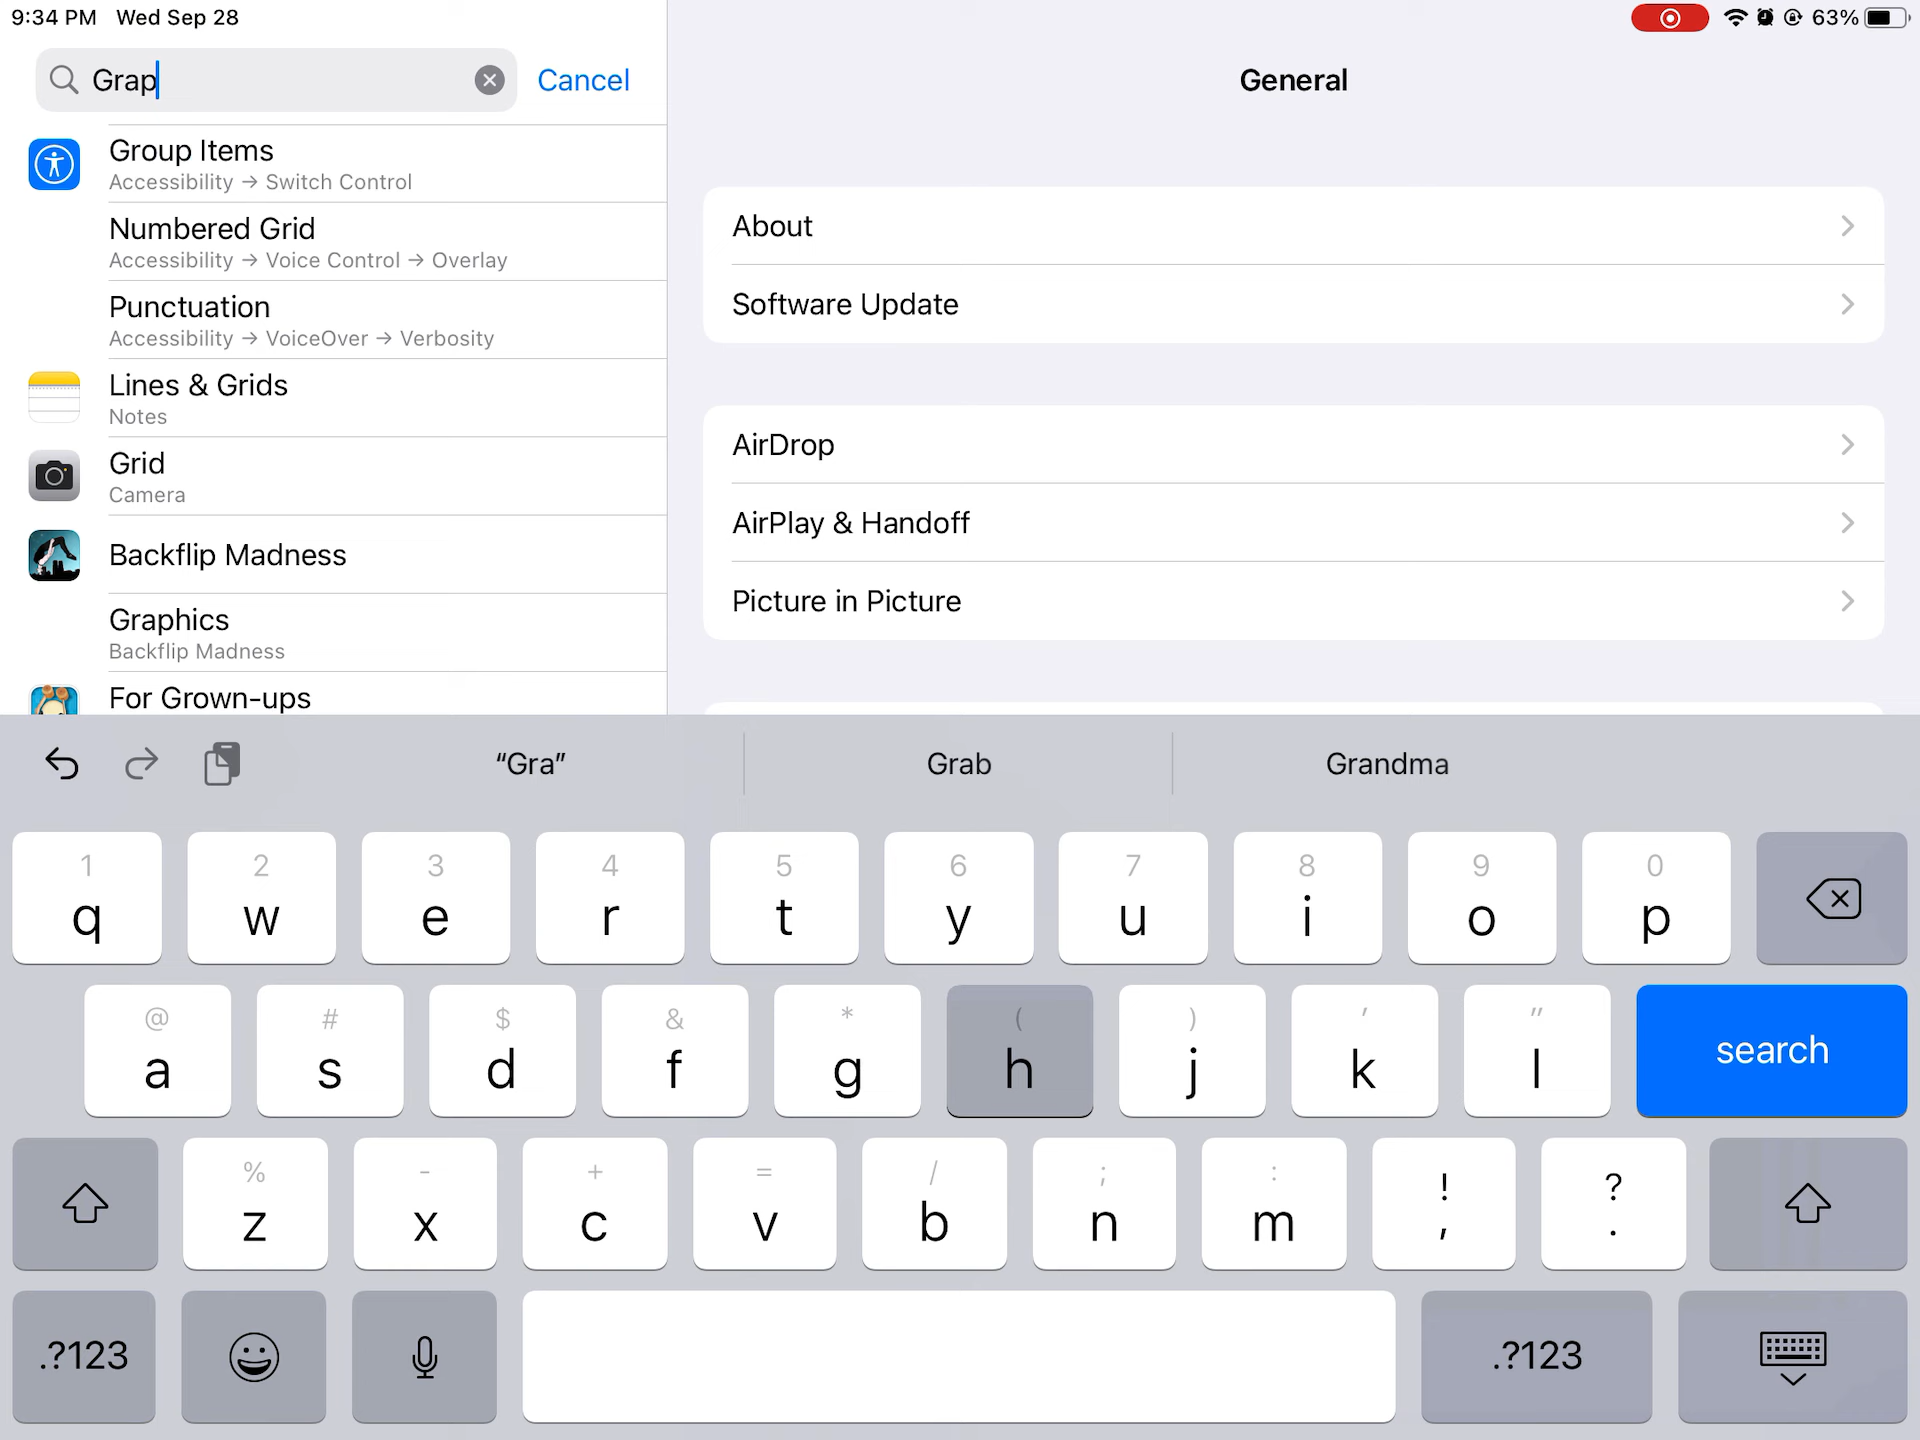 9:34 PM Wed Sep 28
63%
Grap
Cancel
Group Items
Accessibility → Switch Control
Numbered Grid
Accessibility → Voice Control → Overlay
Punctuation
Accessibility → VoiceOver → Verbosity
Lines & Grids
Notes
Grid
Camera
Backflip Madness
Graphics
Backflip Madness
For Grown-ups
General
About
Software Update
AirDrop
AirPlay & Handoff
Picture in Picture
“Gra” Grab Grandma
1 2 3 4 5 6 7 8 9 0
q w e r t y u i o p
@ # $ & * ( ) ' "
a s d f g h j k l search
% - + = / ; : ! ?
z x c v b n m , .
.?123 .?123